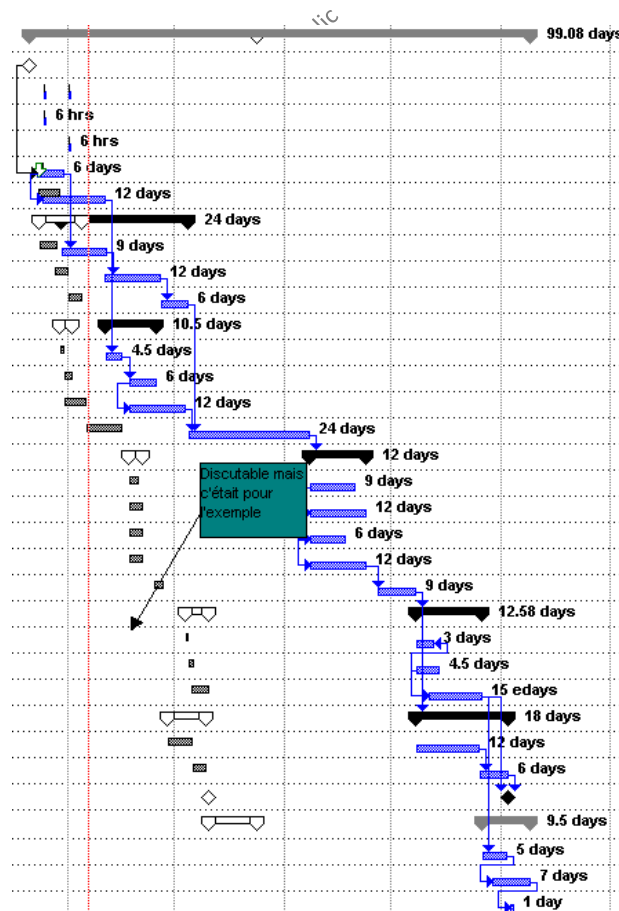 lic
99.08 days
6 hrs
6 hrs
6 days
12 days
24 days
9 days
12 days
6 days
10.5 days
4.5 days
6 days
12 days
24 days
12 days
Discutable mais
c'était pour
l'exemple
9 days
12 days
6 days
12 days
9 days
12.58 days
3 days
4.5 days
15 edays
18 days
12 days
6 days
9.5 days
5 days
7 days
1 day